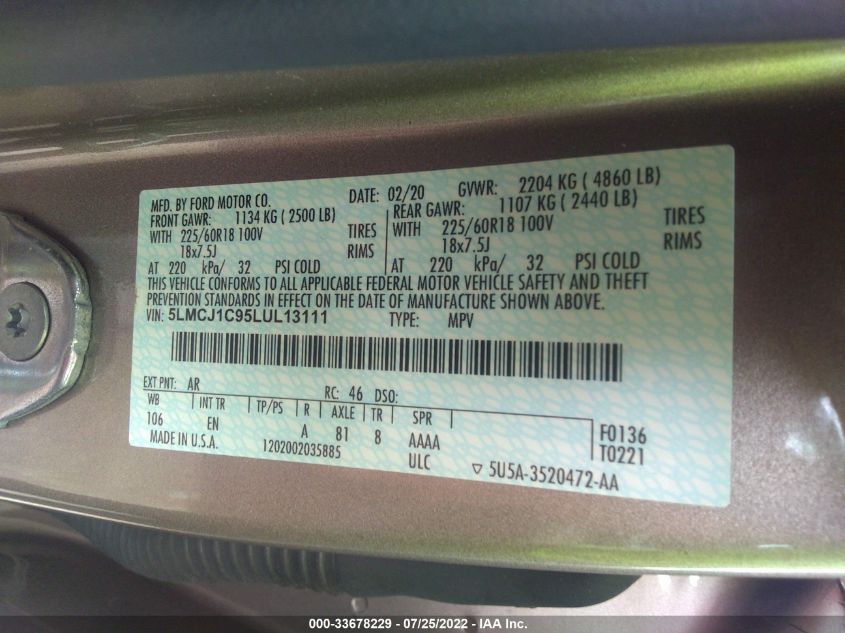 MFD. BY FORD MOTOR CO. DATE: 02/20 GVWR: 2204 KG ( 4860 LB)
FRONT GAWR: 1134 KG ( 2500 LB) REAR GAWR: 1107 KG ( 2440 LB)
WITH 225/60R18 100V TIRES WITH 225/60R18 100V TIRES
18x7.5J RIMS 18x7.5J RIMS
AT 220 kPa/ 32 PSI COLD AT 220 kPa/ 32 PSI COLD
THIS VEHICLE CONFORMS TO ALL APPLICABLE FEDERAL MOTOR VEHICLE SAFETY AND THEFT
PREVENTION STANDARDS IN EFFECT ON THE DATE OF MANUFACTURE SHOWN ABOVE.
VIN: 5LMCJ1C95LUL13111 TYPE: MPV
EXT PNT: AR RC: 46 DSO:
WB INT TR TP/PS R AXLE TR SPR
106 EN A 81 8 AAAA F0136
MADE IN U.S.A. 1202002035885 ULC T0221
▽ 5U5A-3520472-AA
000-33678229 - 07/25/2022 - IAA Inc.